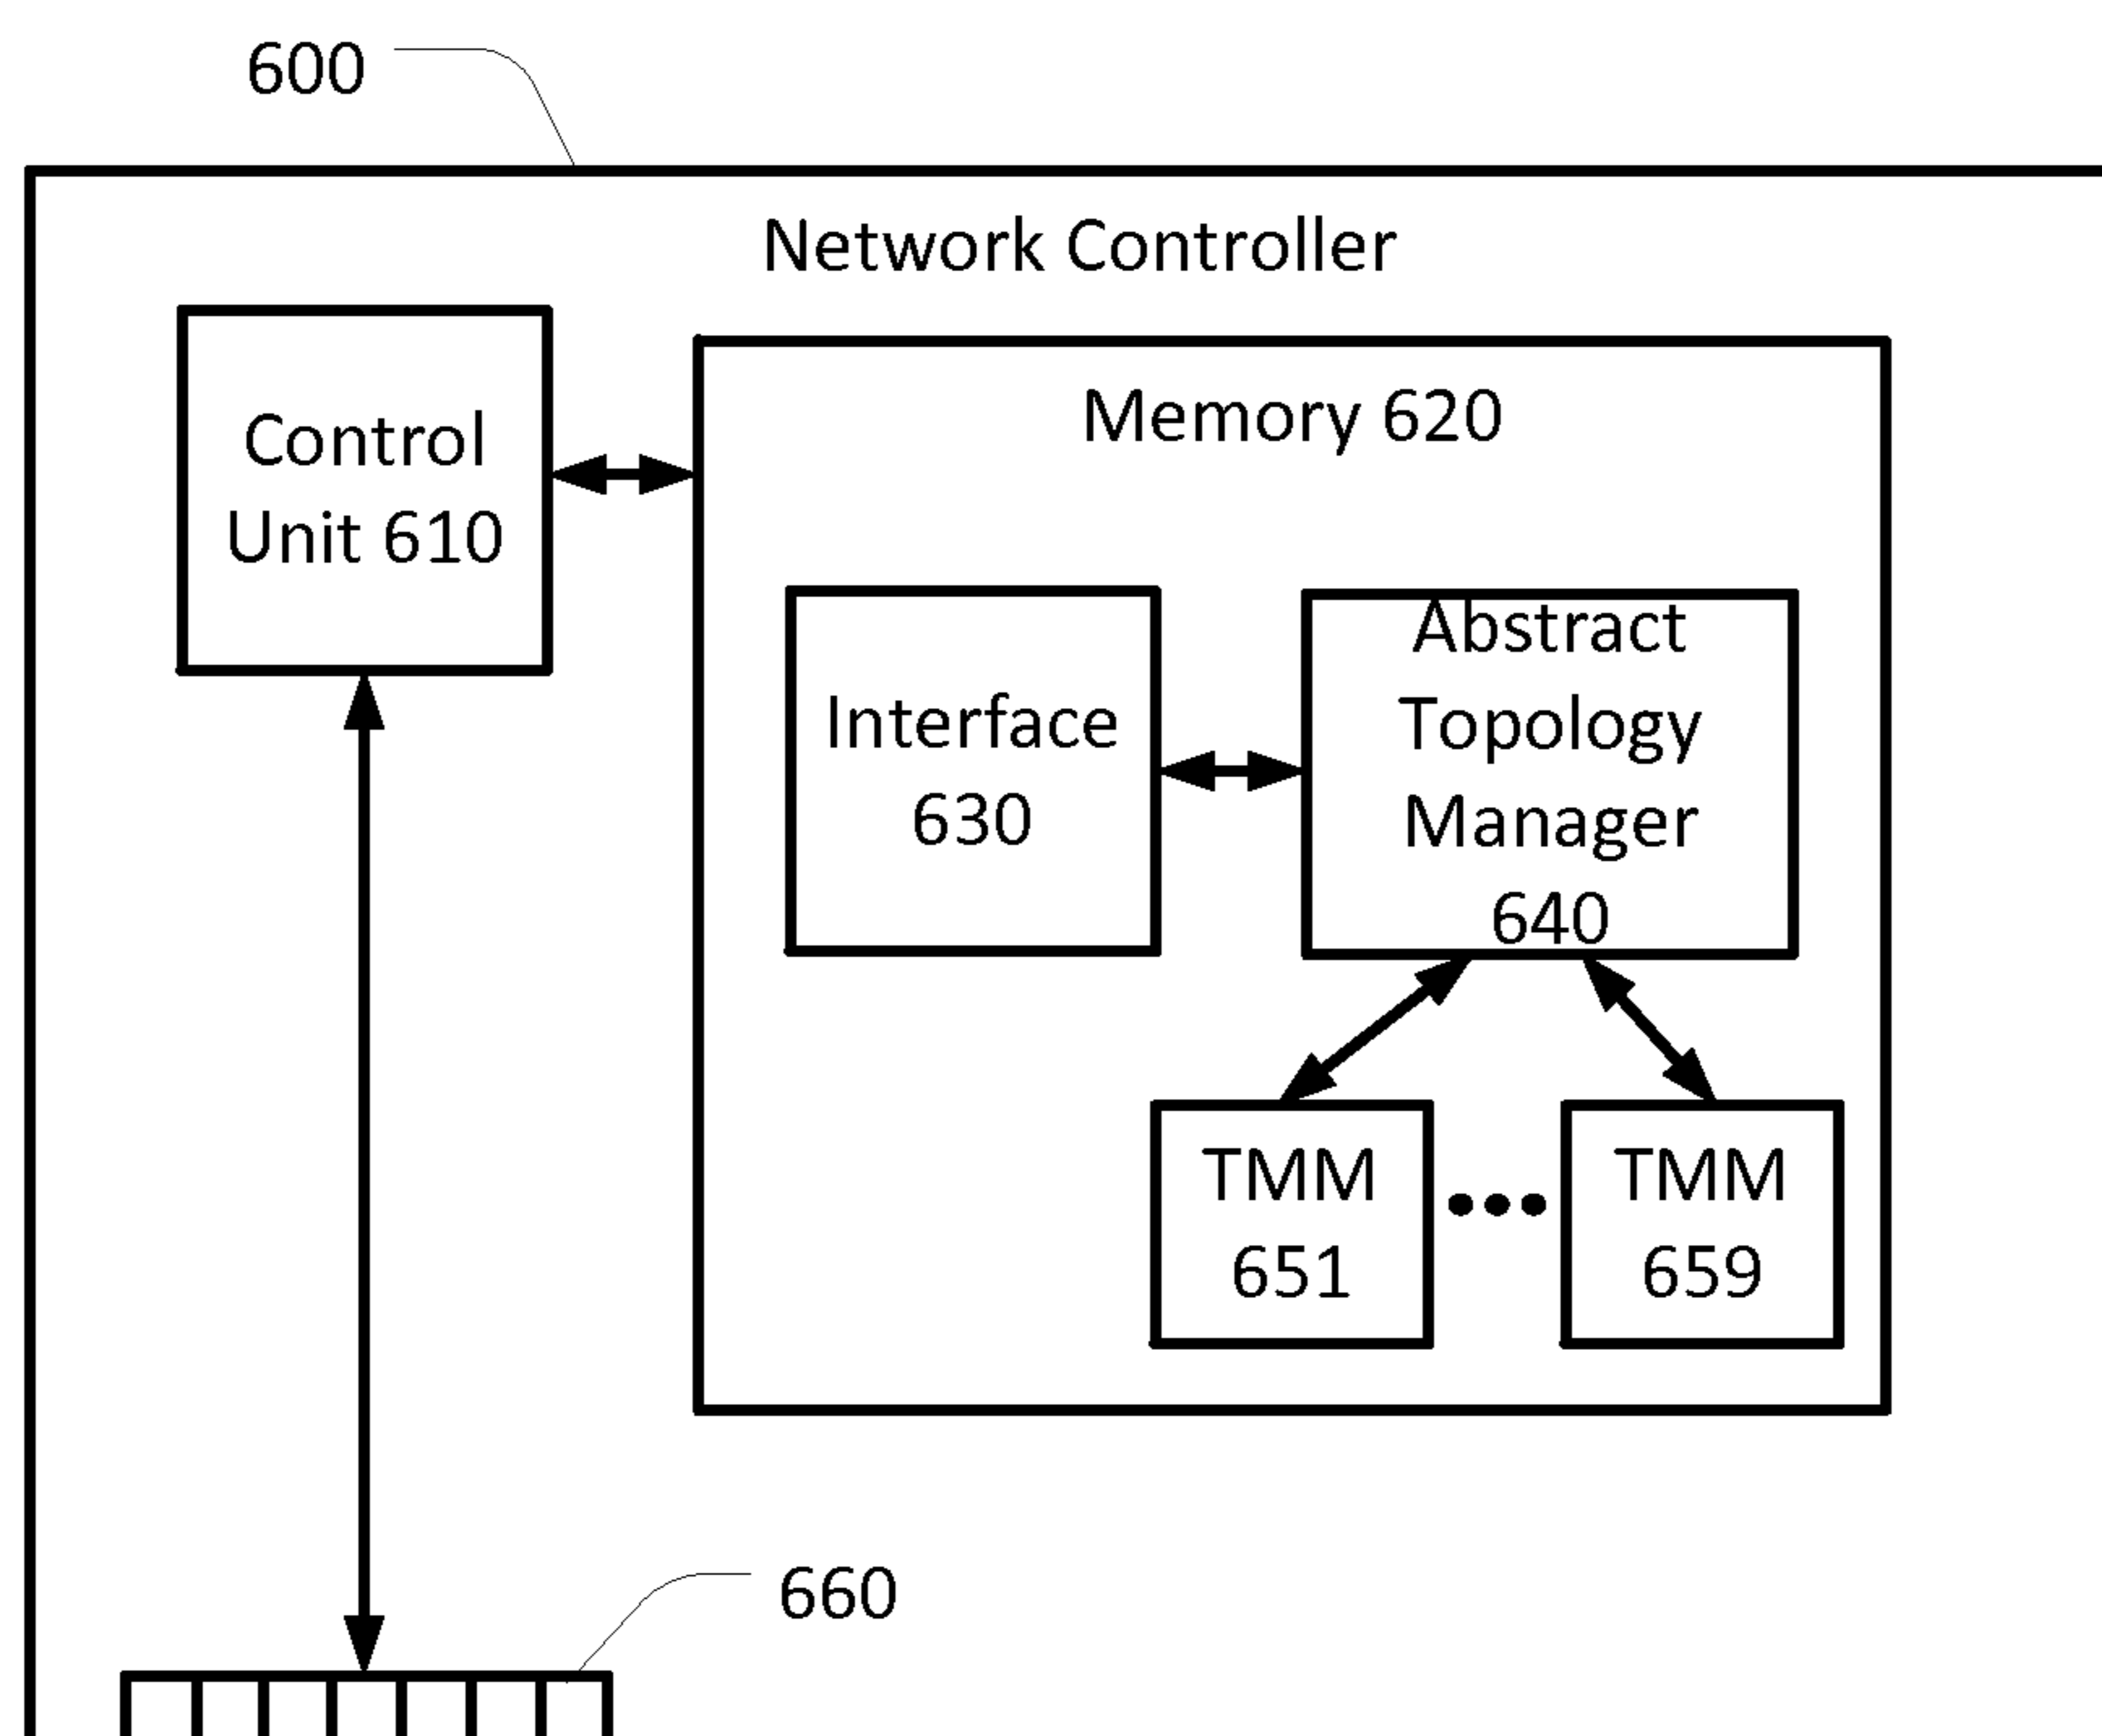 600
Network Controller
Control
Unit 610
Memory 620
Interface
630
Abstract
Topology
Manager
640
TMM
651
TMM
659
660